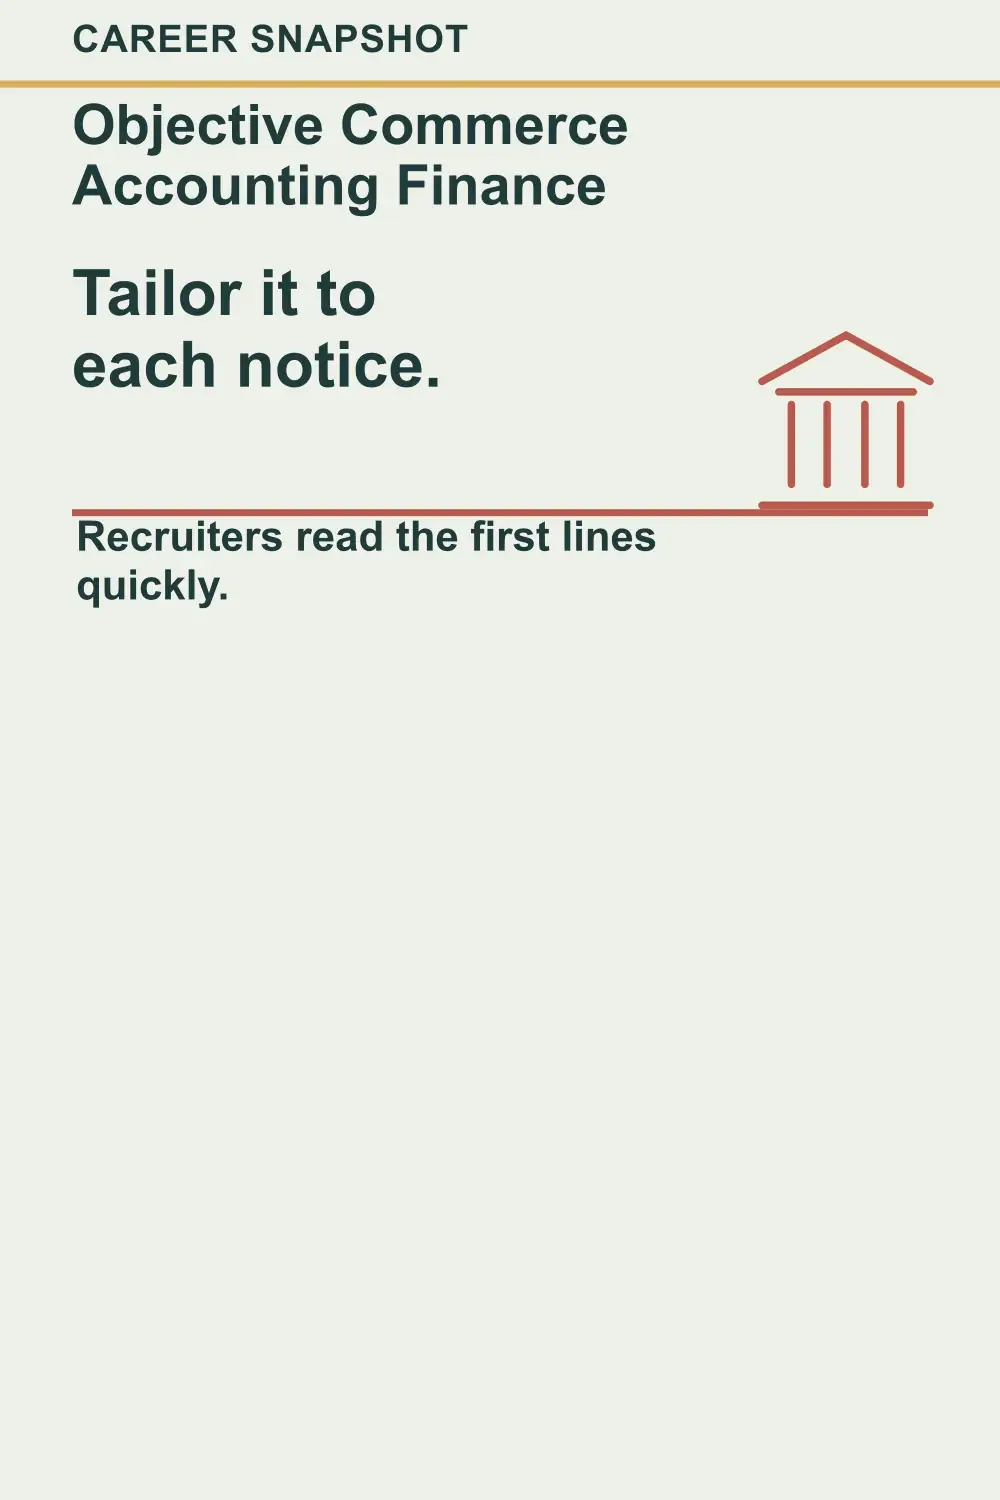 CAREER SNAPSHOT
Objective Commerce
Accounting Finance
Tailor it to
each notice.
Recruiters read the first lines
quickly.